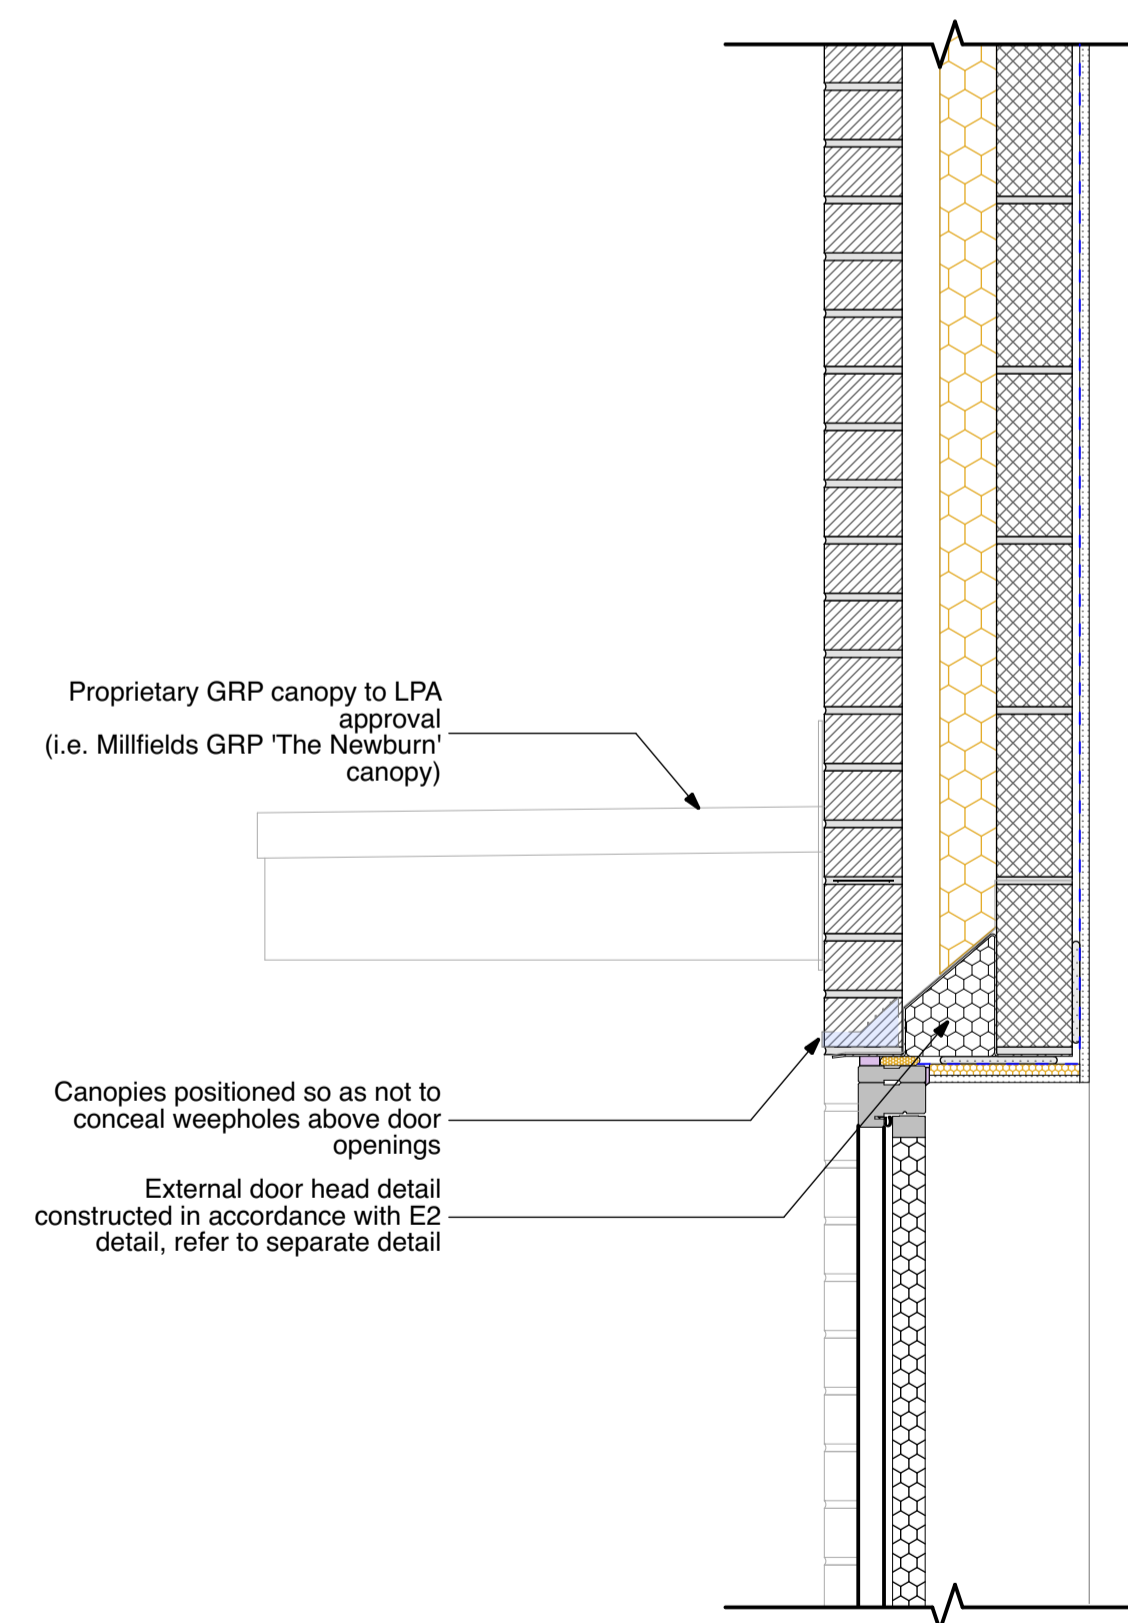 Proprietary GRP canopy to LPA
approval
(i.e. Millfields GRP 'The Newburn'
canopy)
Canopies positioned so as not to
conceal weepholes above door
openings
External door head detail
constructed in accordance with E2
detail, refer to separate detail